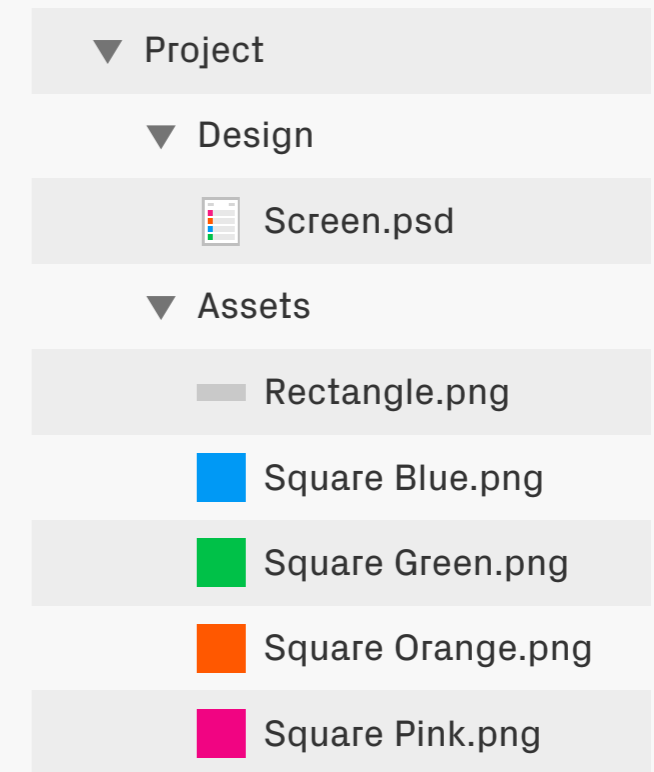 Project
Design
Screen.psd
Assets
Rectangle.png
Square Blue.png
Square Green.png
Square Orange.png
Square Pink.png